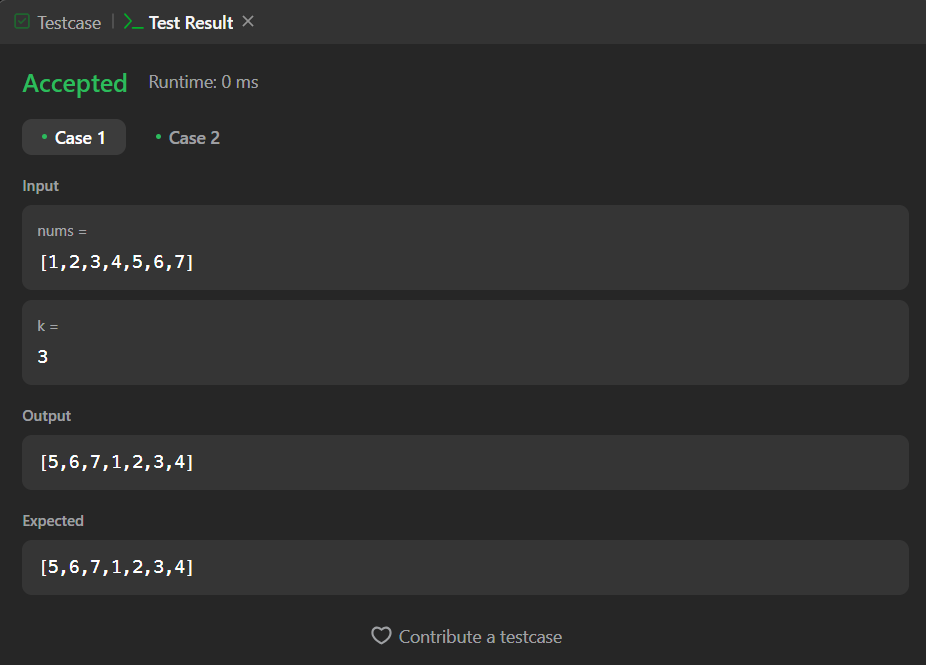 Testcase | >_ Test Result ×
Accepted Runtime: 0 ms
• Case 1 • Case 2
Input
nums =
[1,2,3,4,5,6,7]
k =
3
Output
[5,6,7,1,2,3,4]
Expected
[5,6,7,1,2,3,4]
Contribute a testcase